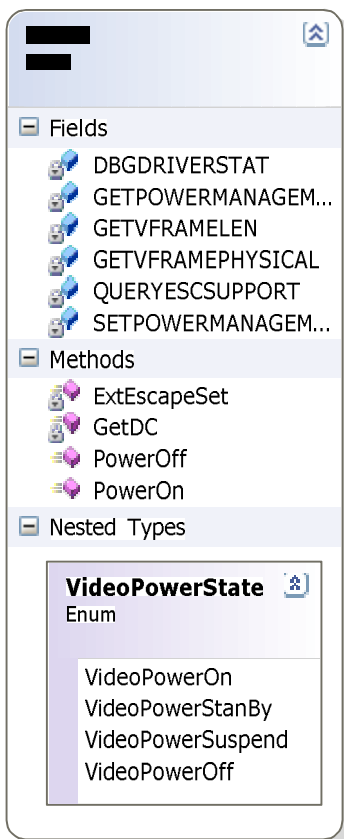 Fields
DBGDRIVERSTAT
GETPOWERMANAGEM...
GETVFRAMELEN
GETVFRAMEPHYSICAL
QUERYESCSUPPORT
SETPOWERMANAGEM...
Methods
ExtEscapeSet
GetDC
PowerOff
PowerOn
Nested Types
VideoPowerState
Enum
VideoPowerOn
VideoPowerStanBy
VideoPowerSuspend
VideoPowerOff